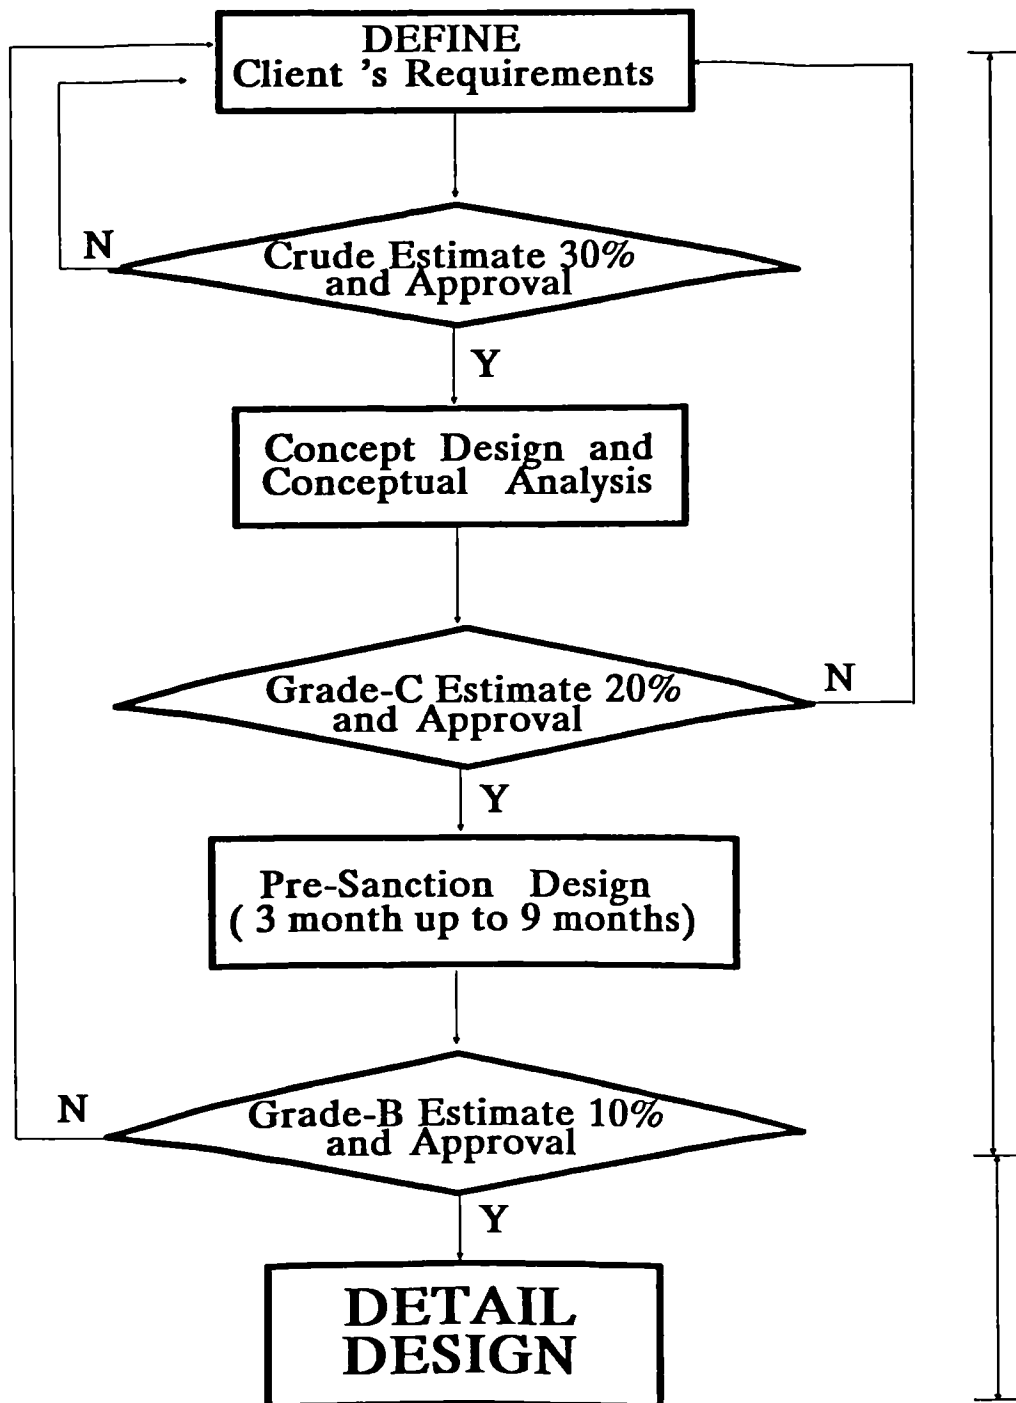 DEFINE
Client 's Requirements
Crude Estimate 30%
and Approval
N
Y
Concept Design and
Conceptual Analysis
Grade-C Estimate 20%
and Approval
N
Y
Pre-Sanction Design
( 3 month up to 9 months)
Grade-B Estimate 10%
and Approval
N
Y
DETAIL
DESIGN